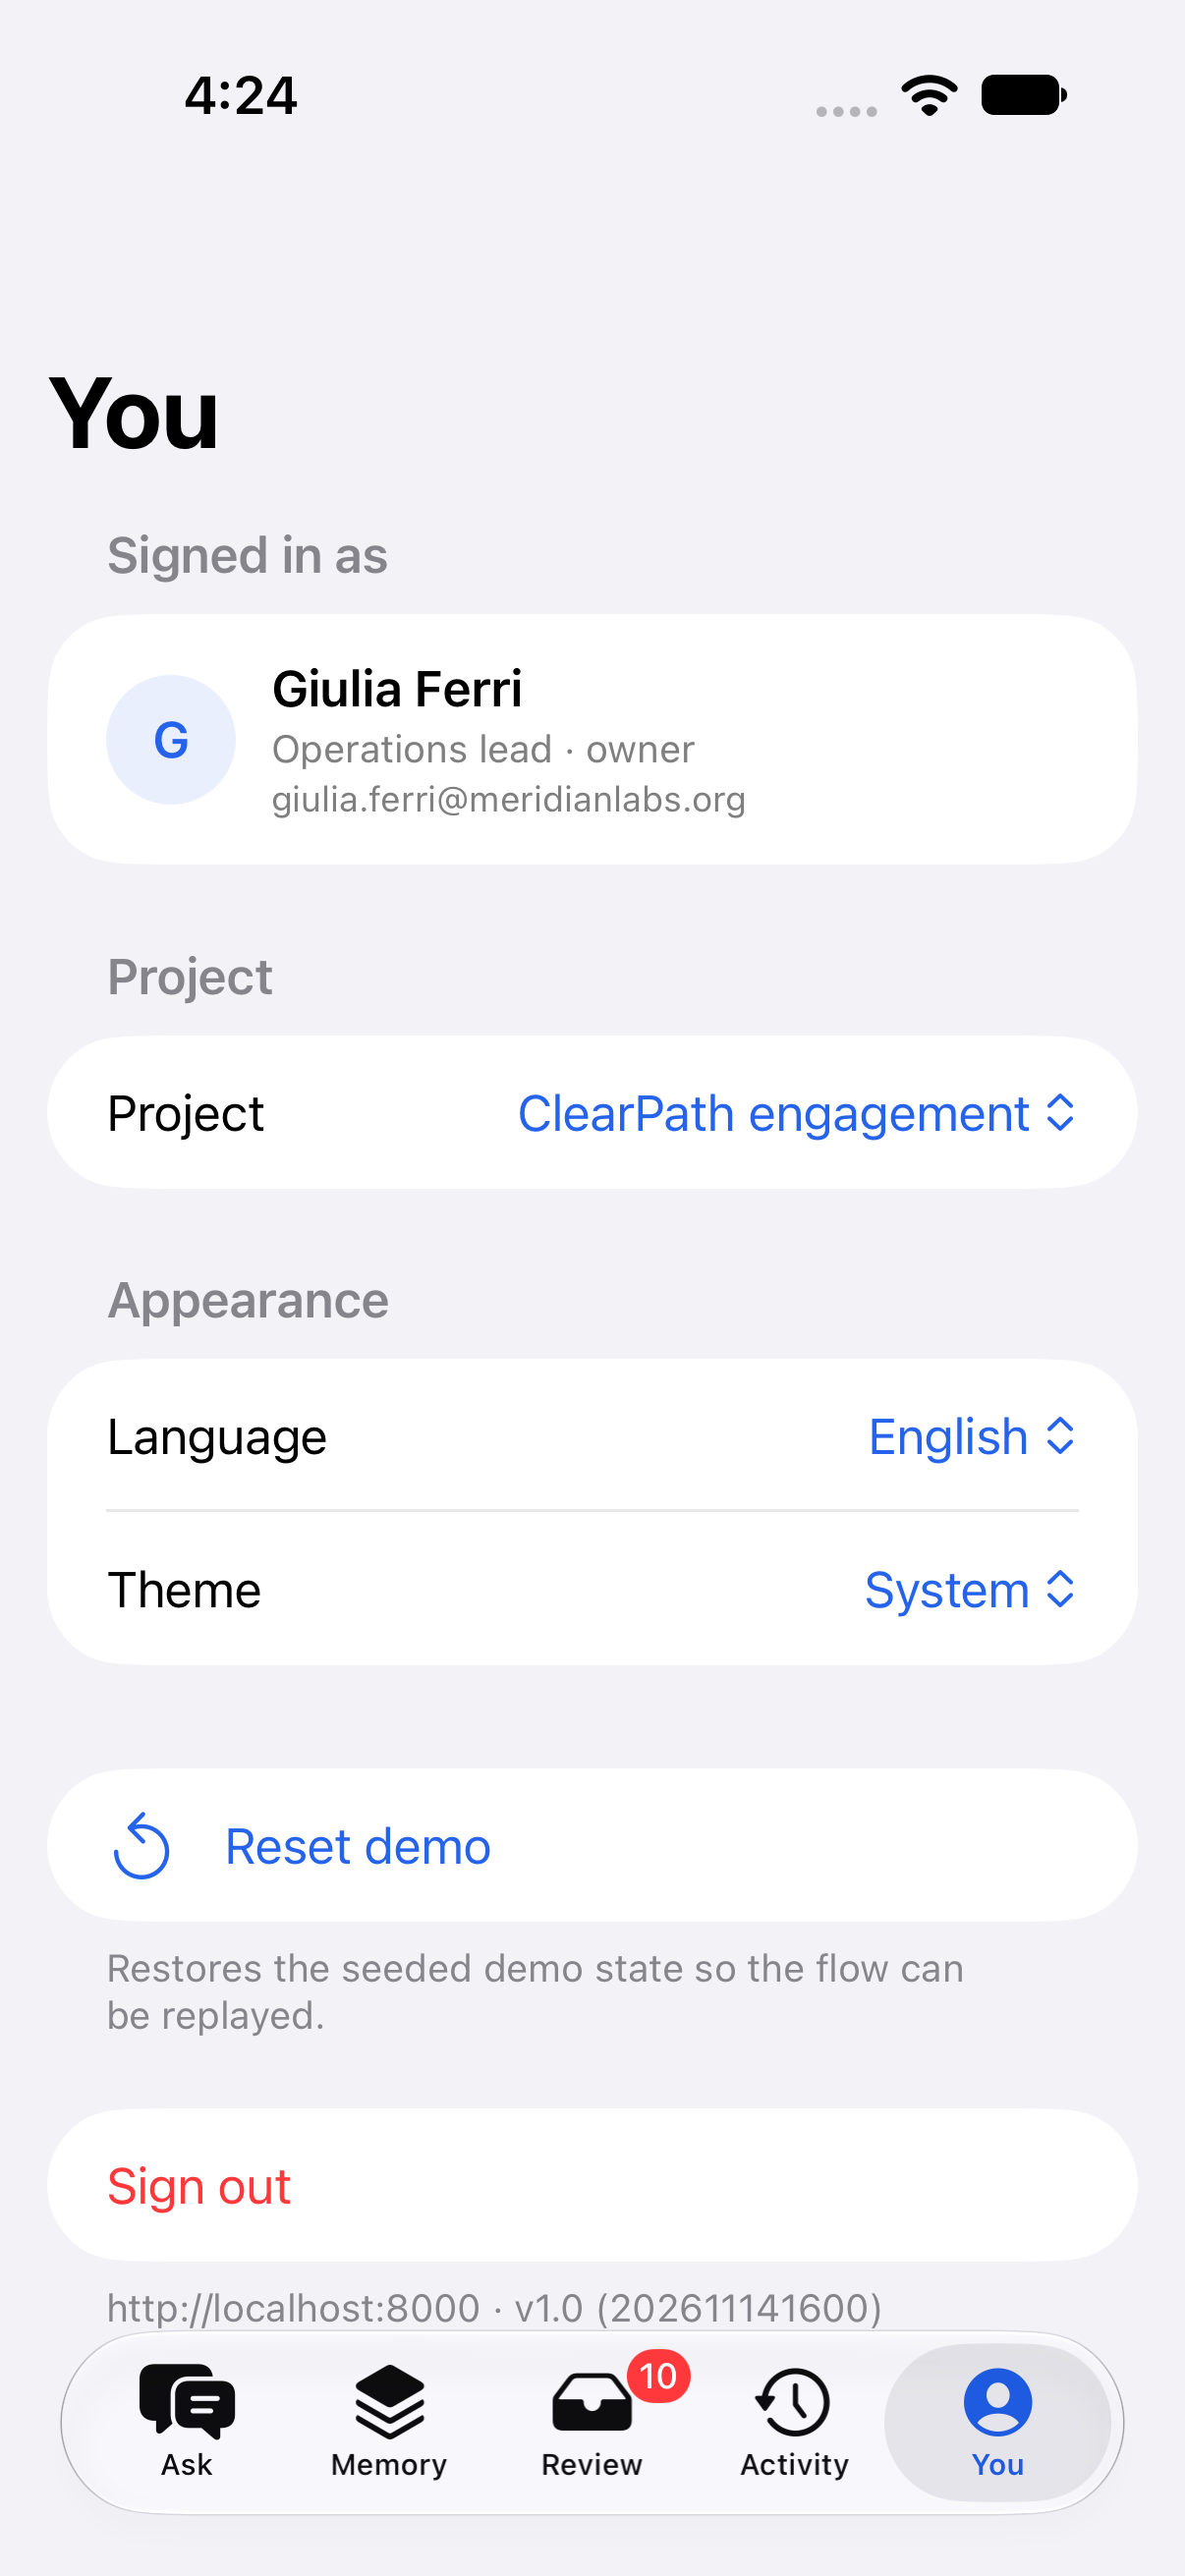 4:24
You
Signed in as
G
Giulia Ferri
Operations lead · owner
giulia.ferri@meridianlabs.org
Project
Project
ClearPath engagement
Appearance
Language
English
Theme
System
Reset demo
Restores the seeded demo state so the flow can
be replayed.
Sign out
http://localhost:8000 · v1.0 (202611141600)
10
Ask
Memory
Review
Activity
You